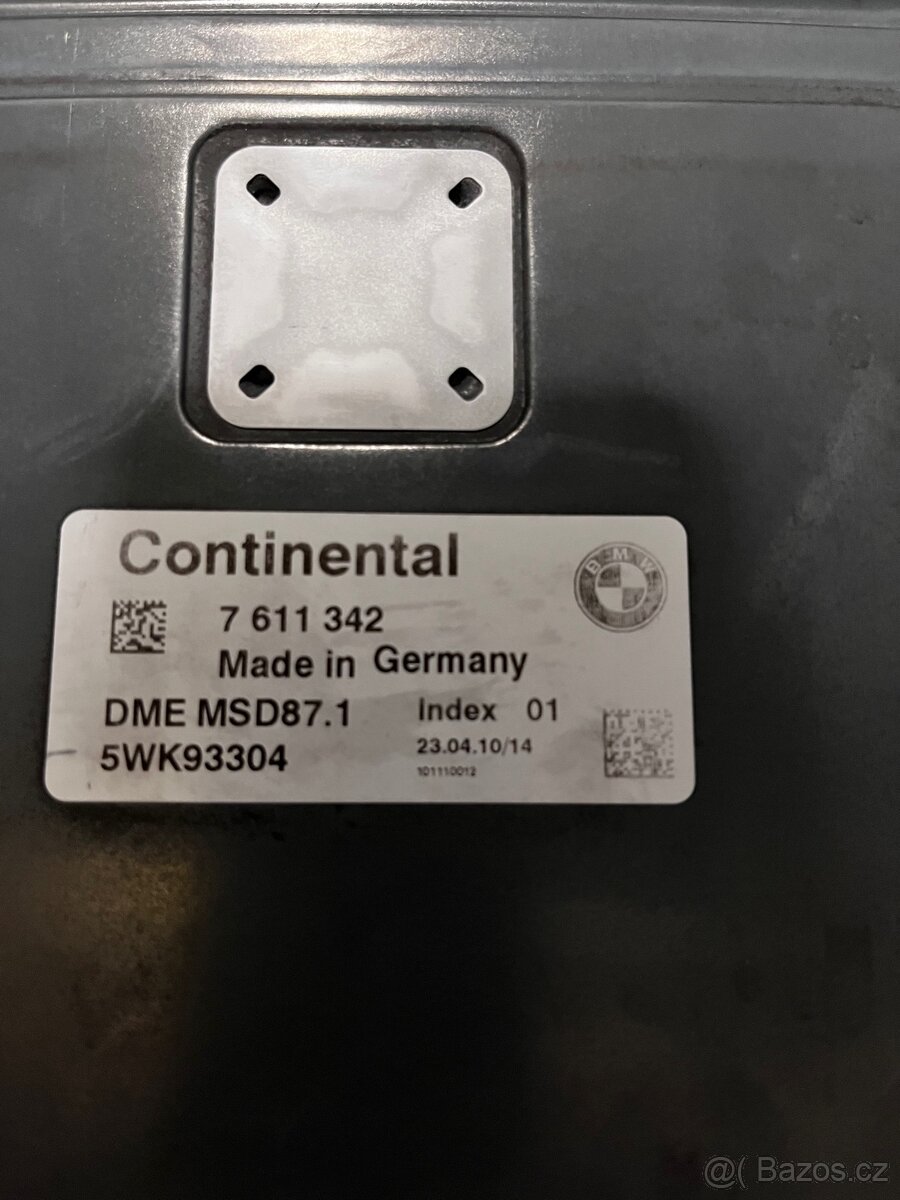 Continental
BMW
7 611 342
Made in Germany
DME MSD87.1 Index 01
5WK93304 23.04.10/14
101110012
@( Bazos.cz